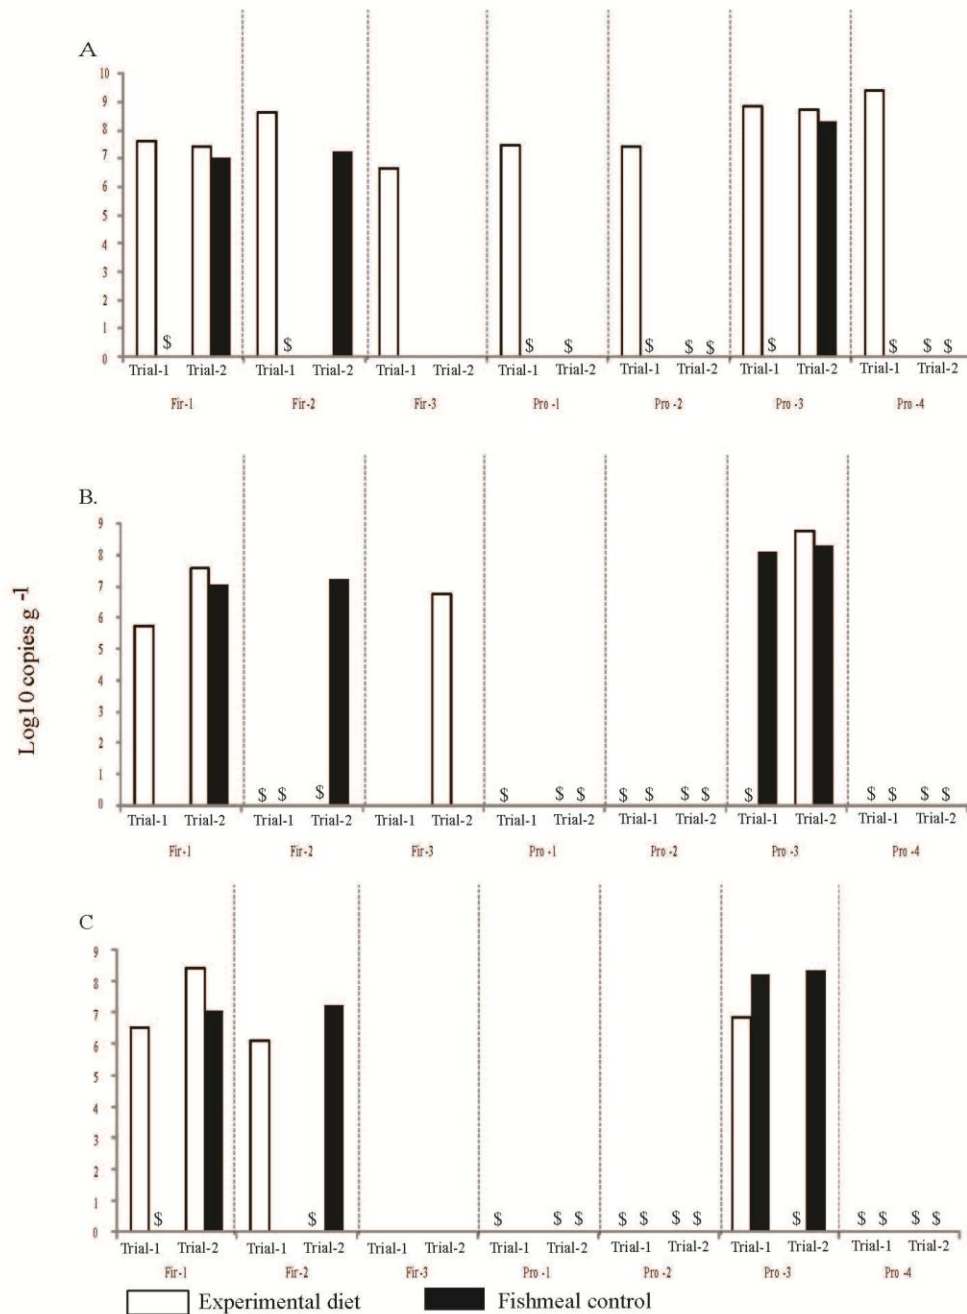 A
10
9
8
7
6
5
4
3
2
1
0
$ $ $ $ $ $ $ $ $ $ $
Trial-1 Trial-2 Trial-1 Trial-2 Trial-1 Trial-2 Trial-1 Trial-2 Trial-1 Trial-2 Trial-1 Trial-2 Trial-1 Trial-2
Fir-1 Fir-2 Fir-3 Pro -1 Pro -2 Pro -3 Pro -4
B.
Log10 copies g -1
9
8
7
6
5
4
3
2
1
0
$ $ $ $ $ $ $ $ $ $ $ $ $ $ $
Trial-1 Trial-2 Trial-1 Trial-2 Trial-1 Trial-2 Trial-1 Trial-2 Trial-1 Trial-2 Trial-1 Trial-2 Trial-1 Trial-2
Fir-1 Fir-2 Fir-3 Pro -1 Pro -2 Pro -3 Pro -4
C
9
8
7
6
5
4
3
2
1
0
$ $ $ $ $ $ $ $ $ $ $ $ $ $
Trial-1 Trial-2 Trial-1 Trial-2 Trial-1 Trial-2 Trial-1 Trial-2 Trial-1 Trial-2 Trial-1 Trial-2 Trial-1 Trial-2
Fir-1 Fir-2 Fir-3 Pro -1 Pro -2 Pro -3 Pro -4
Experimental diet Fishmeal control